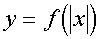 y = f(|x|)